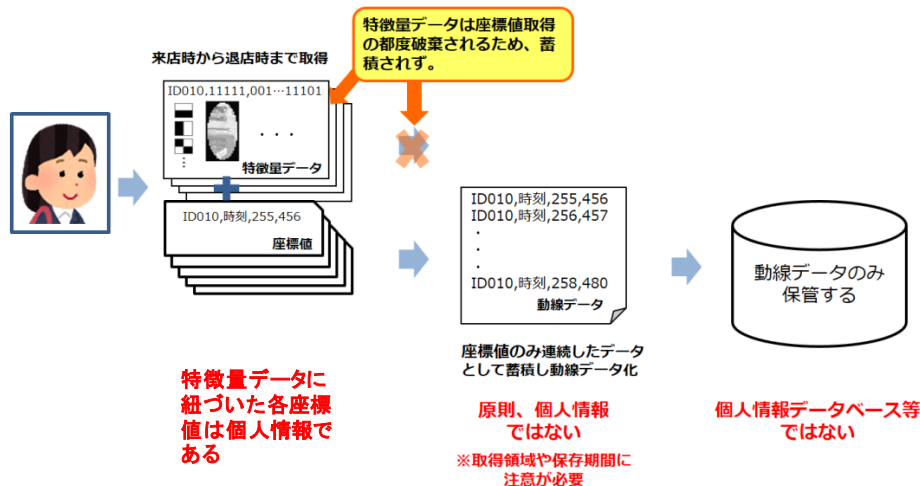 特徴量データは座標値取得
の都度破棄されるため、蓄
積されず。
来店時から退店時まで取得
ID010,11111,001…11101
・・・
⋮
特徴量データ
ID010,時刻,255,456
座標値
ID010,時刻,255,456
ID010,時刻,256,457
・
・
・
ID010,時刻,258,480
動線データ
動線データのみ
保管する
座標値のみ連続したデータ
として蓄積し動線データ化
特徴量データに
紐づいた各座標
値は個人情報で
ある
原則、個人情報
ではない
※取得領域や保存期間に
注意が必要
個人情報データベース等
ではない